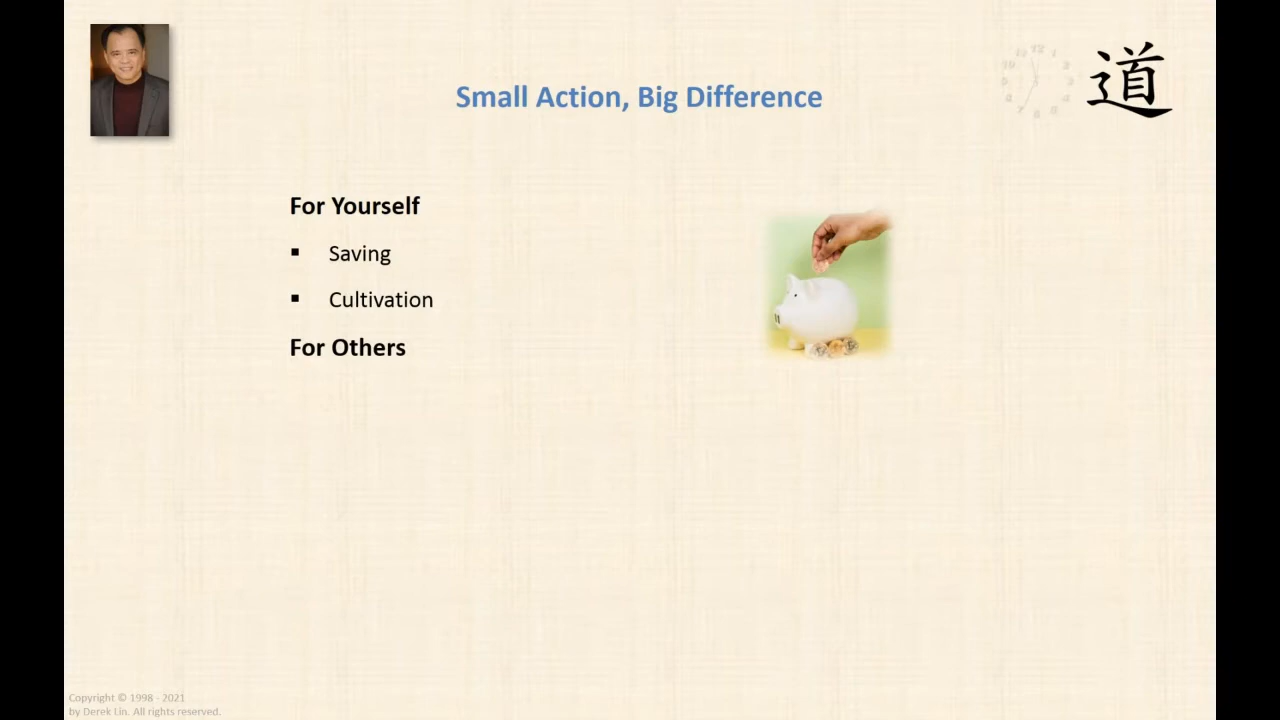 Small Action, Big Difference
道
For Yourself
▪ Saving
▪ Cultivation
For Others
Copyright © 1998 - 2021
by Derek Lin. All rights reserved.